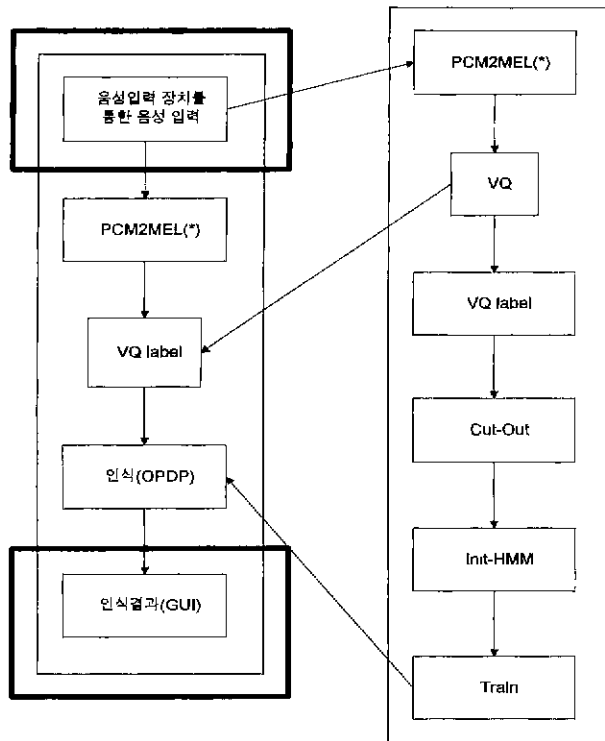 음성입력 장치를
통한 음성 입력
PCM2MEL(*)
VQ label
인식(OPDP)
인식결과(GUI)
PCM2MEL(*)
VQ
VQ label
Cut-Out
Init-HMM
Train